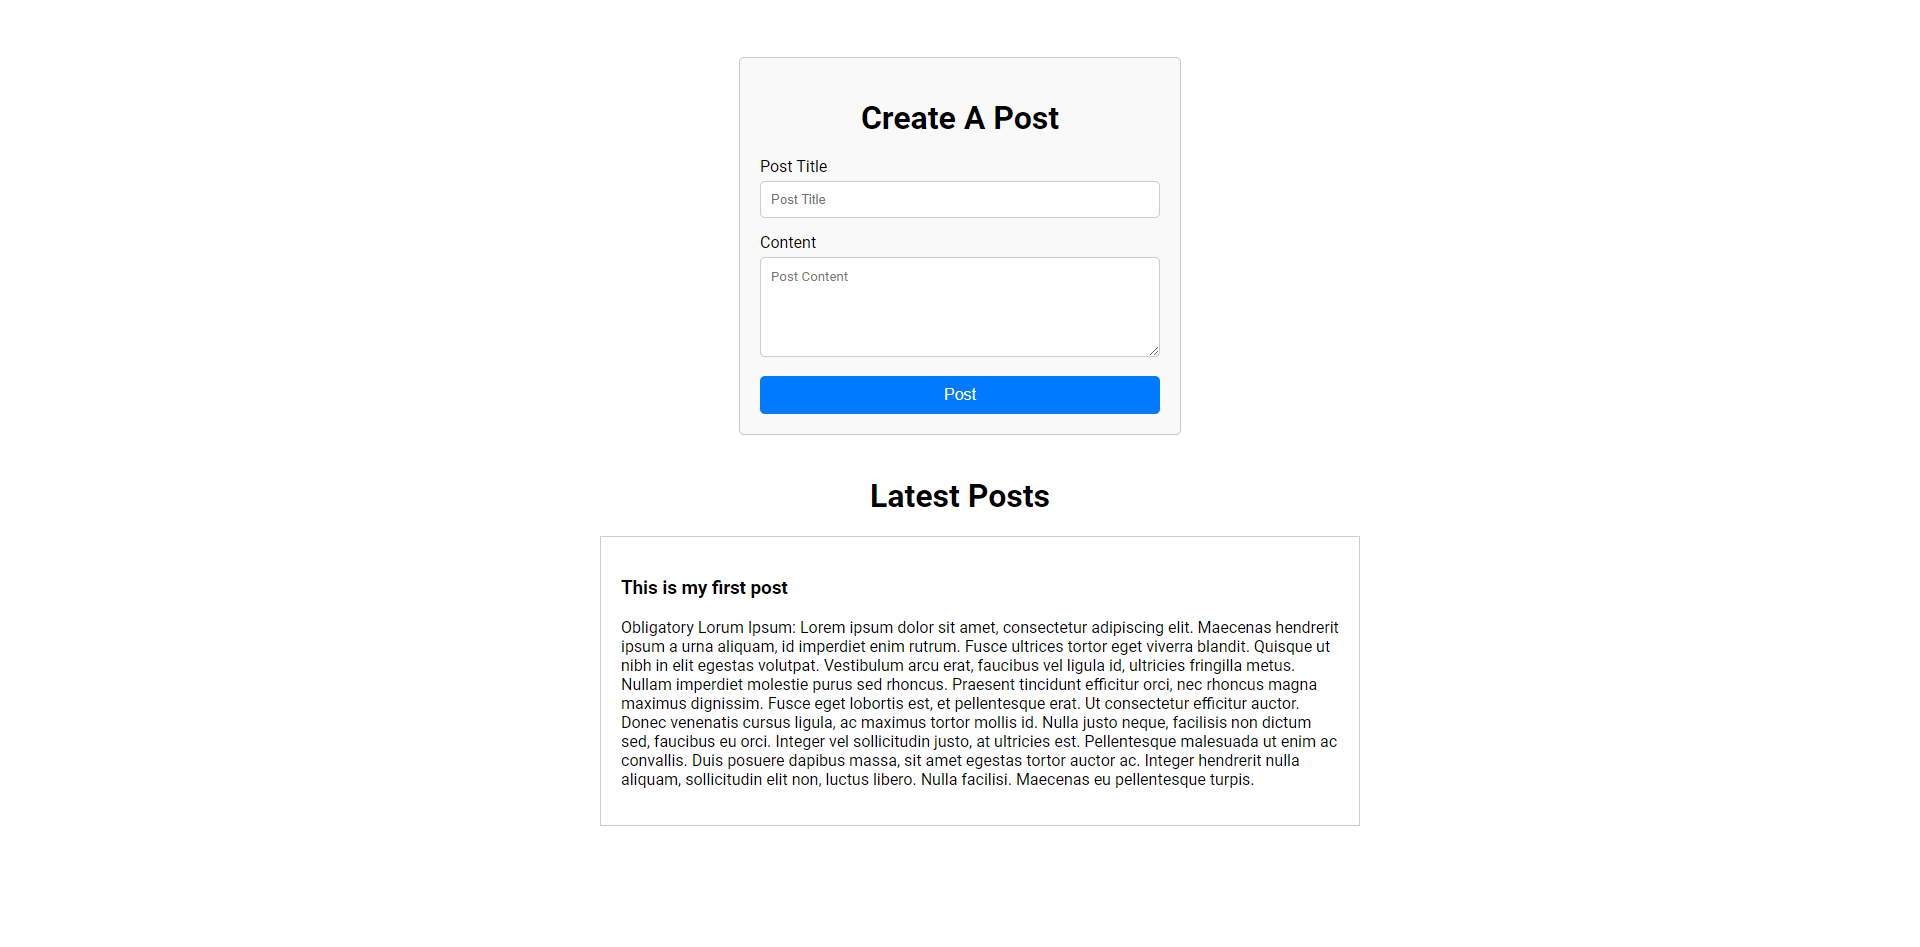 Create A Post
Post Title
Post Title
Content
Post Content
Post
Latest Posts
This is my first post
Obligatory Lorum Ipsum: Lorem ipsum dolor sit amet, consectetur adipiscing elit. Maecenas hendrerit
ipsum a urna aliquam, id imperdiet enim rutrum. Fusce ultrices tortor eget viverra blandit. Quisque ut
nibh in elit egestas volutpat. Vestibulum arcu erat, faucibus vel ligula id, ultricies fringilla metus.
Nullam imperdiet molestie purus sed rhoncus. Praesent tincidunt efficitur orci, nec rhoncus magna
maximus dignissim. Fusce eget lobortis est, et pellentesque erat. Ut consectetur efficitur auctor.
Donec venenatis cursus ligula, ac maximus tortor mollis id. Nulla justo neque, facilisis non dictum
sed, faucibus eu orci. Integer vel sollicitudin justo, at ultricies est. Pellentesque malesuada ut enim ac
convallis. Duis posuere dapibus massa, sit amet egestas tortor auctor ac. Integer hendrerit nulla
aliquam, sollicitudin elit non, luctus libero. Nulla facilisi. Maecenas eu pellentesque turpis.